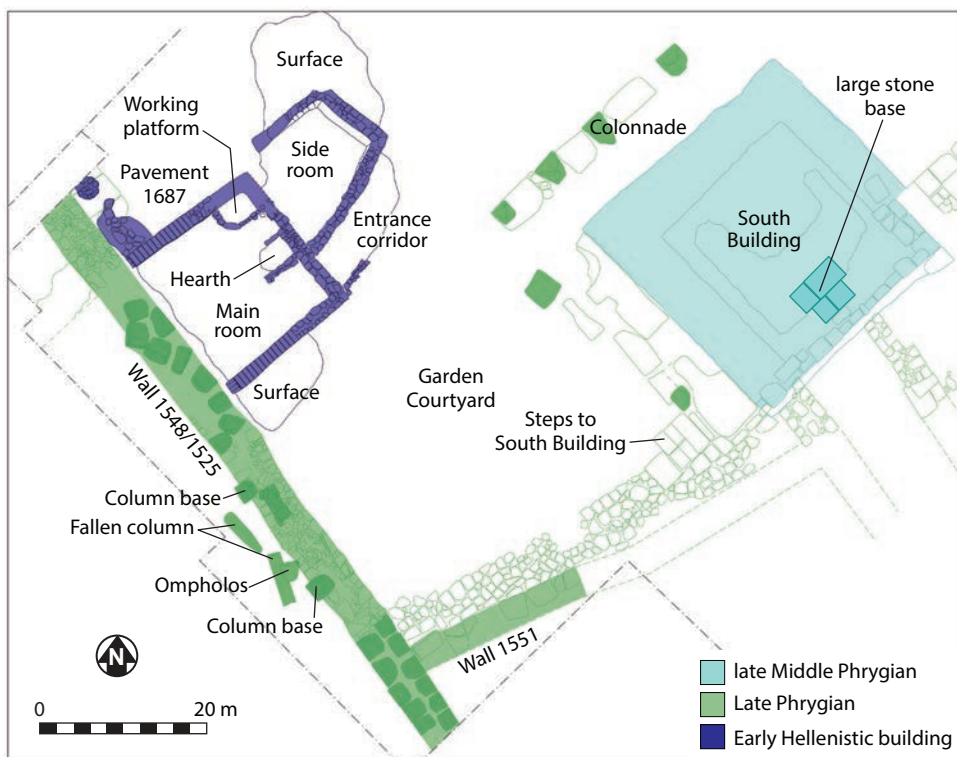 Surface
Working
platform
Side
room
Pavement
1687
Entrance
corridor
Hearth
Main
room
Surface
Wall 1548/1525
Colonnade
large stone
base
South
Building
Garden
Courtyard
Steps to
South Building
Column base
Fallen column
Ompholos
Column base
Wall 1551
N
0 20 m
late Middle Phrygian
Late Phrygian
Early Hellenistic building